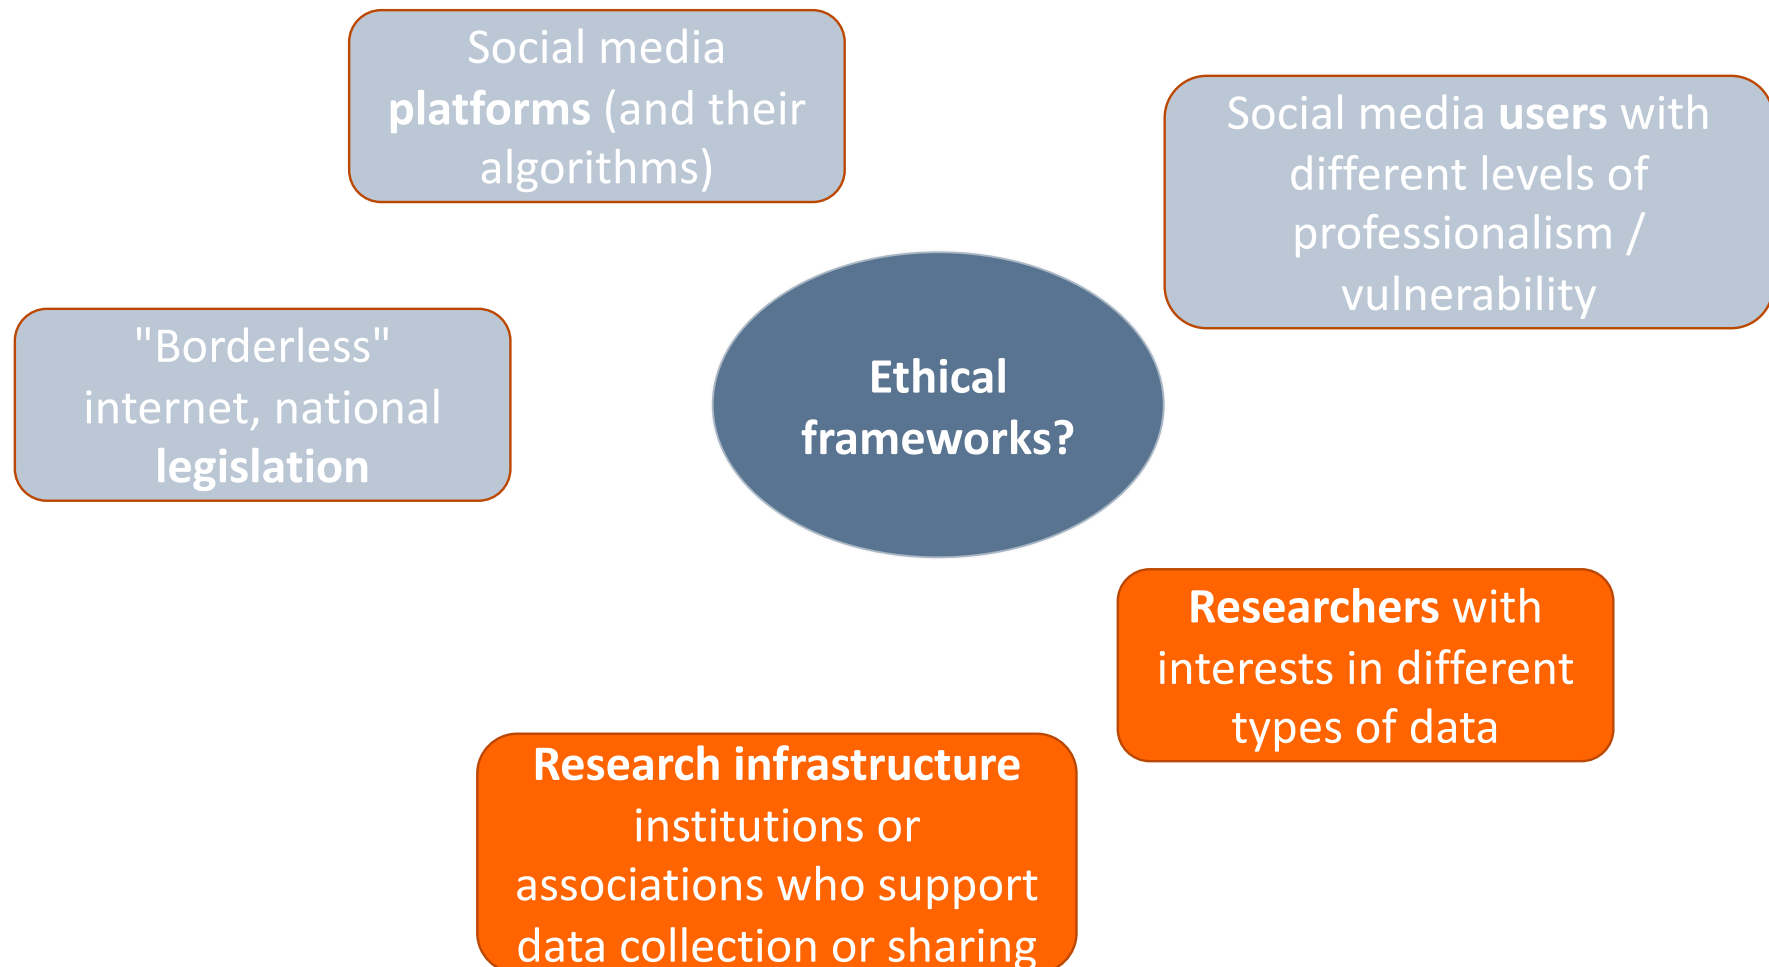 Social media
platforms (and their
algorithms)
Social media users with
different levels of
professionalism /
vulnerability
"Borderless"
internet, national
legislation
Ethical
frameworks?
Researchers with
interests in different
types of data
Research infrastructure
institutions or
associations who support
data collection or sharing